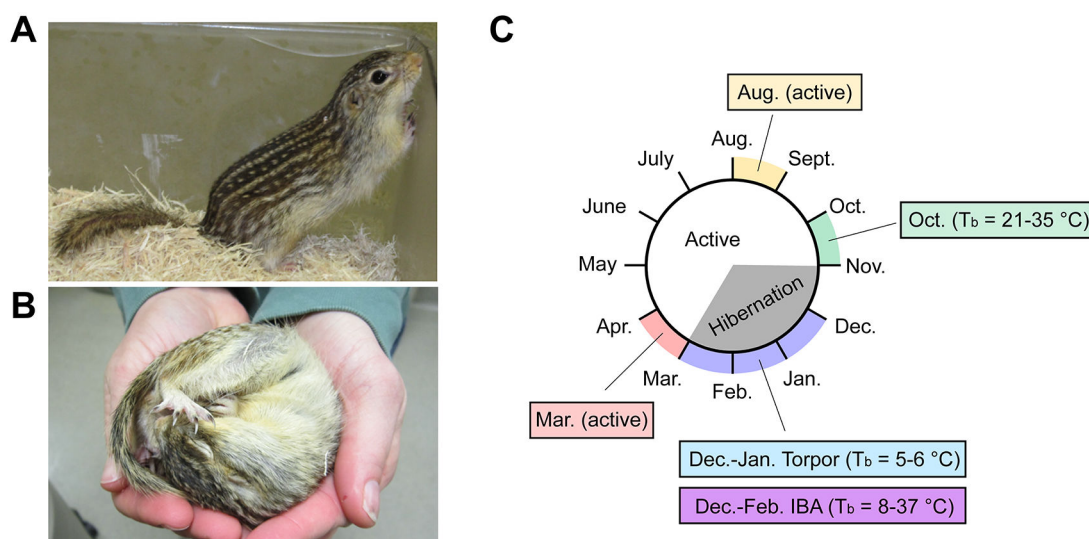 A
B
C
Aug. (active)
Aug.
Sept.
July
Oct.
June
Oct. (Tb = 21-35 °C)
Active
May
Nov.
Hibernation
Apr.
Dec.
Mar.
Jan.
Feb.
Mar. (active)
Dec.-Jan. Torpor (Tb = 5-6 °C)
Dec.-Feb. IBA (Tb = 8-37 °C)